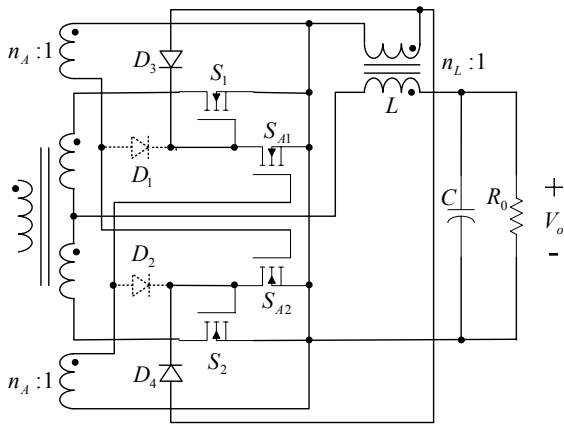 n_A:1
D_3
S_1
n_L:1
L
S_A1
D_1
C
R_0
+
V_o
-
D_2
S_A2
S_2
n_A:1
D_4